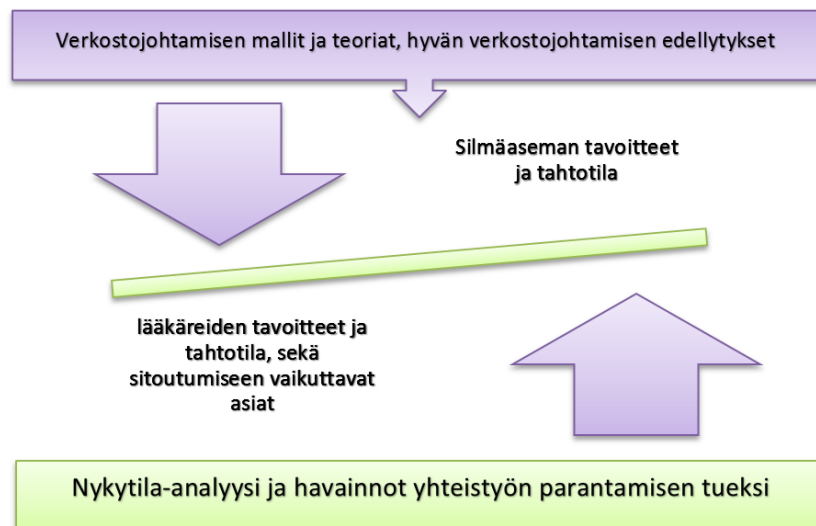 Verkostojohtamisen mallit ja teoriat, hyvän verkostojohtamisen edellytykset
Silmäaseman tavoitteet
ja tahtotila
lääkäreiden tavoitteet ja
tahtotila, sekä
sitoutumiseen vaikuttavat
asiat
Nykytila-analyysi ja havainnot yhteistyön parantamisen tueksi